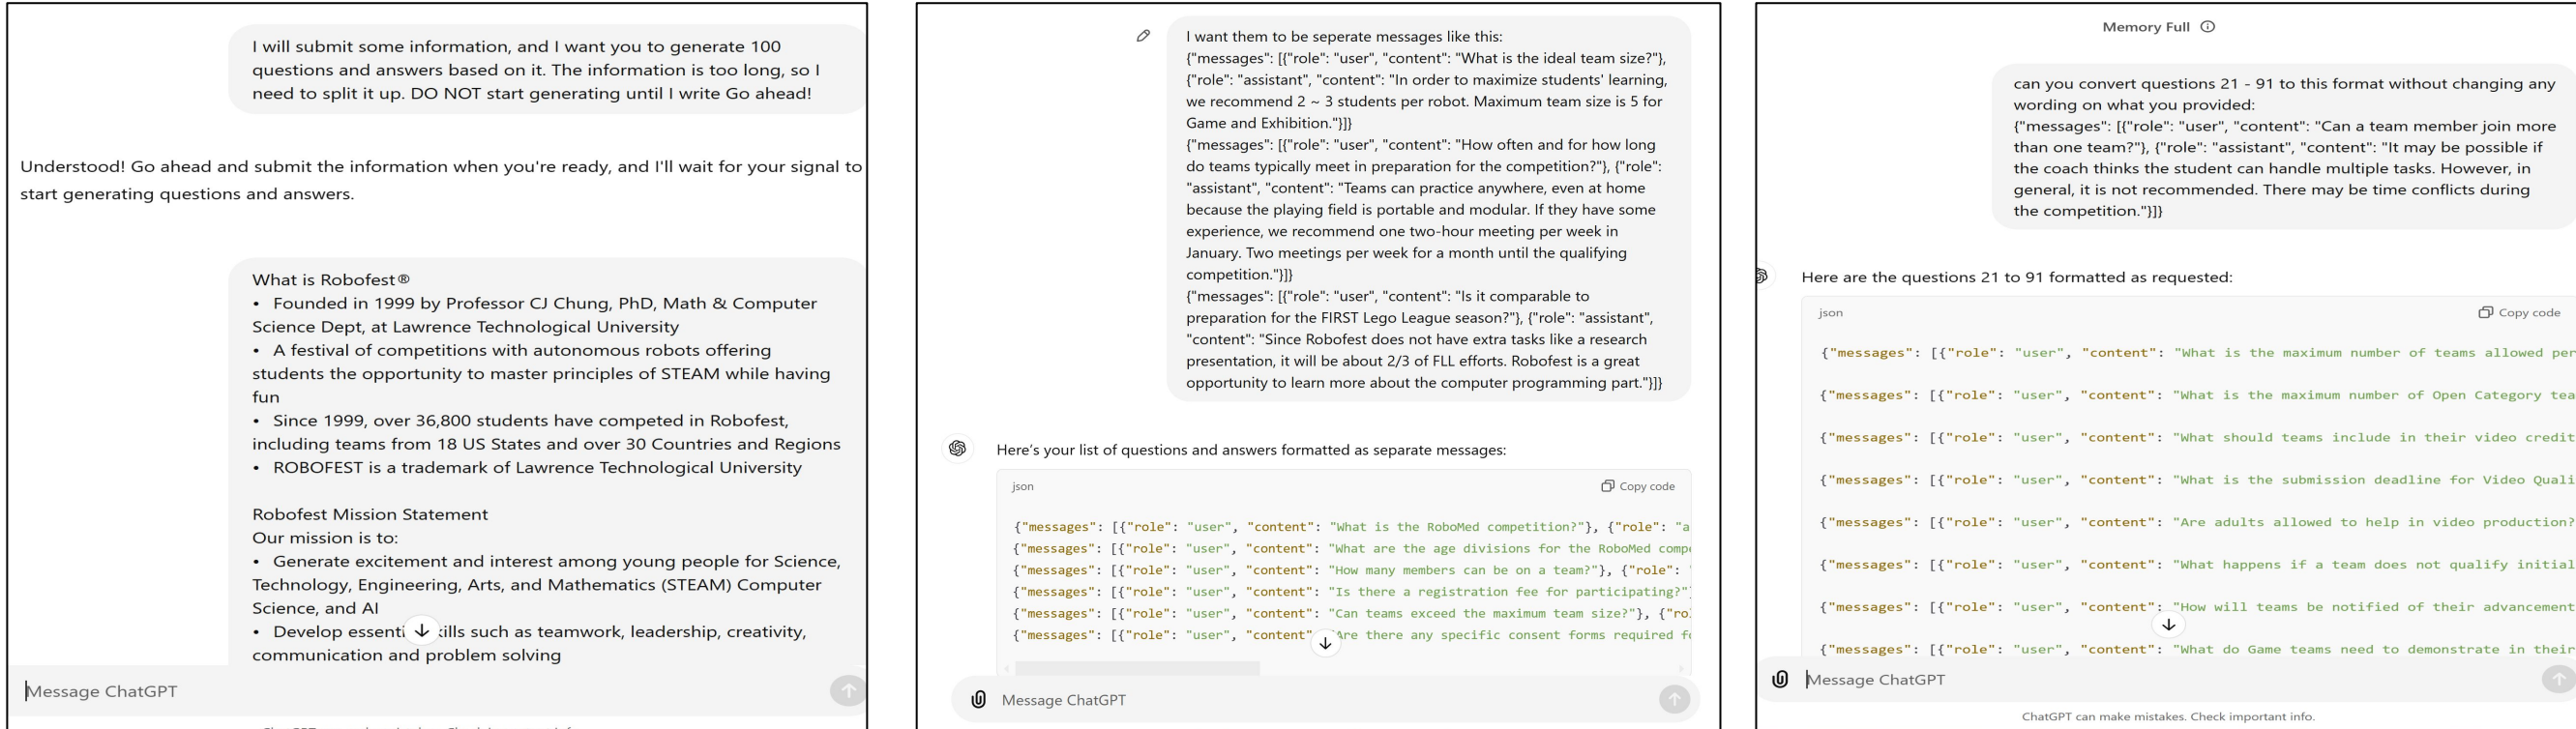 I will submit some information, and I want you to generate 100
questions and answers based on it. The information is too long, so I
need to split it up. DO NOT start generating until I write Go ahead!
Understood! Go ahead and submit the information when you're ready, and I'll wait for your signal to
start generating questions and answers.
What is Robofest®
• Founded in 1999 by Professor CJ Chung, PhD, Math & Computer
Science Dept, at Lawrence Technological University
• A festival of competitions with autonomous robots offering
students the opportunity to master principles of STEAM while having
fun
• Since 1999, over 36,800 students have competed in Robofest,
including teams from 18 US States and over 30 Countries and Regions
• ROBOFEST is a trademark of Lawrence Technological University
Robofest Mission Statement
Our mission is to:
• Generate excitement and interest among young people for Science,
Technology, Engineering, Arts, and Mathematics (STEAM) Computer
Science, and AI
• Develop essenti kills such as teamwork, leadership, creativity,
communication and problem solving
Message ChatGPT
I want them to be seperate messages like this:
{"messages": [{"role": "user", "content": "What is the ideal team size?"},
{"role": "assistant", "content": "In order to maximize students' learning,
we recommend 2 ~ 3 students per robot. Maximum team size is 5 for
Game and Exhibition."}]}
{"messages": [{"role": "user", "content": "How often and for how long
do teams typically meet in preparation for the competition?"}, {"role":
"assistant", "content": "Teams can practice anywhere, even at home
because the playing field is portable and modular. If they have some
experience, we recommend one two-hour meeting per week in
January. Two meetings per week for a month until the qualifying
competition."}]}
{"messages": [{"role": "user", "content": "Is it comparable to
preparation for the FIRST Lego League season?"}, {"role": "assistant",
"content": "Since Robofest does not have extra tasks like a research
presentation, it will be about 2/3 of FLL efforts. Robofest is a great
opportunity to learn more about the computer programming part."}]}
Here's your list of questions and answers formatted as separate messages:
json
Copy code
{"messages": [{"role": "user", "content": "What is the RoboMed competition?"}, {"role": "a
{"messages": [{"role": "user", "content": "What are the age divisions for the RoboMed compe
{"messages": [{"role": "user", "content": "How many members can be on a team?"}, {"role": "
{"messages": [{"role": "user", "content": "Is there a registration fee for participating?"}
{"messages": [{"role": "user", "content": "Can teams exceed the maximum team size?"}, {"rol
{"messages": [{"role": "user", "content" Are there any specific consent forms required fo
Message ChatGPT
Memory Full
can you convert questions 21 - 91 to this format without changing any
wording on what you provided:
{"messages": [{"role": "user", "content": "Can a team member join more
than one team?"}, {"role": "assistant", "content": "It may be possible if
the coach thinks the student can handle multiple tasks. However, in
general, it is not recommended. There may be time conflicts during
the competition."}]}
Here are the questions 21 to 91 formatted as requested:
json
Copy code
{"messages": [{"role": "user", "content": "What is the maximum number of teams allowed per
{"messages": [{"role": "user", "content": "What is the maximum number of Open Category tea
{"messages": [{"role": "user", "content": "What should teams include in their video credit
{"messages": [{"role": "user", "content": "What is the submission deadline for Video Quali
{"messages": [{"role": "user", "content": "Are adults allowed to help in video production?
{"messages": [{"role": "user", "content": "What happens if a team does not qualify initial
{"messages": [{"role": "user", "content": "How will teams be notified of their advancement
{"messages": [{"role": "user", "content": "What do Game teams need to demonstrate in their
Message ChatGPT
ChatGPT can make mistakes. Check important info.